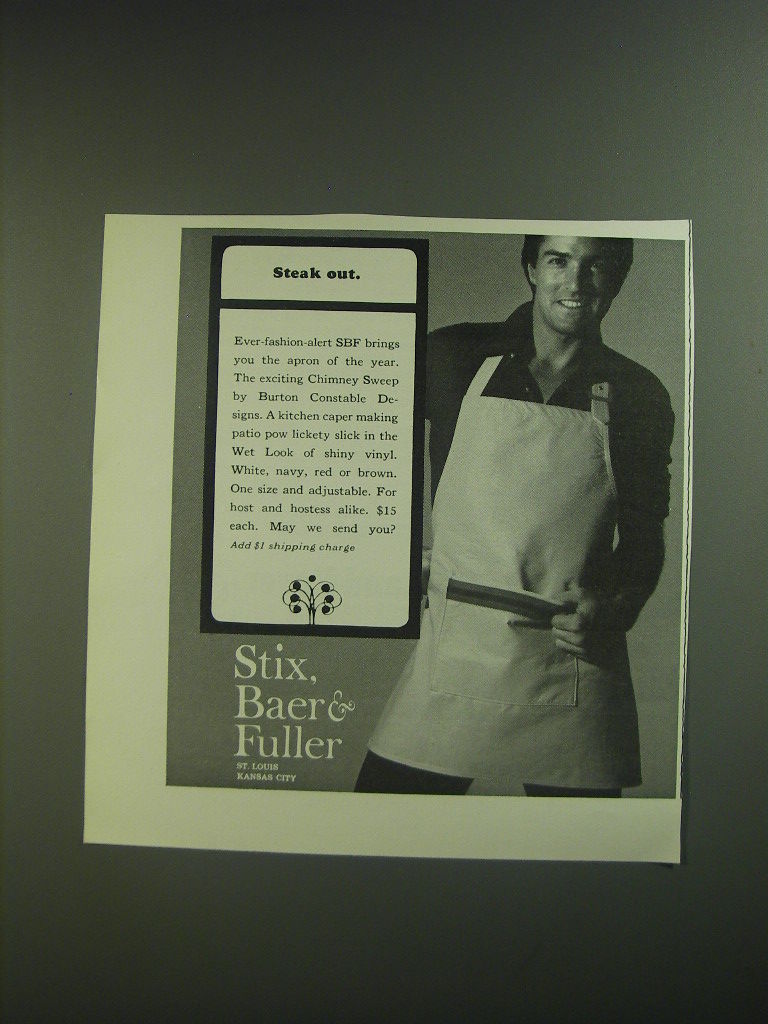 Steak out.
Ever-fashion-alert SBF brings
you the apron of the year.
The exciting Chimney Sweep
by Burton Constable De-
signs. A kitchen caper making
patio pow lickety slick in the
Wet Look of shiny vinyl.
White, navy, red or brown.
One size and adjustable. For
host and hostess alike. $15
each. May we send you?
Add $1 shipping charge
Stix,
Baer &
Fuller
ST. LOUIS
KANSAS CITY